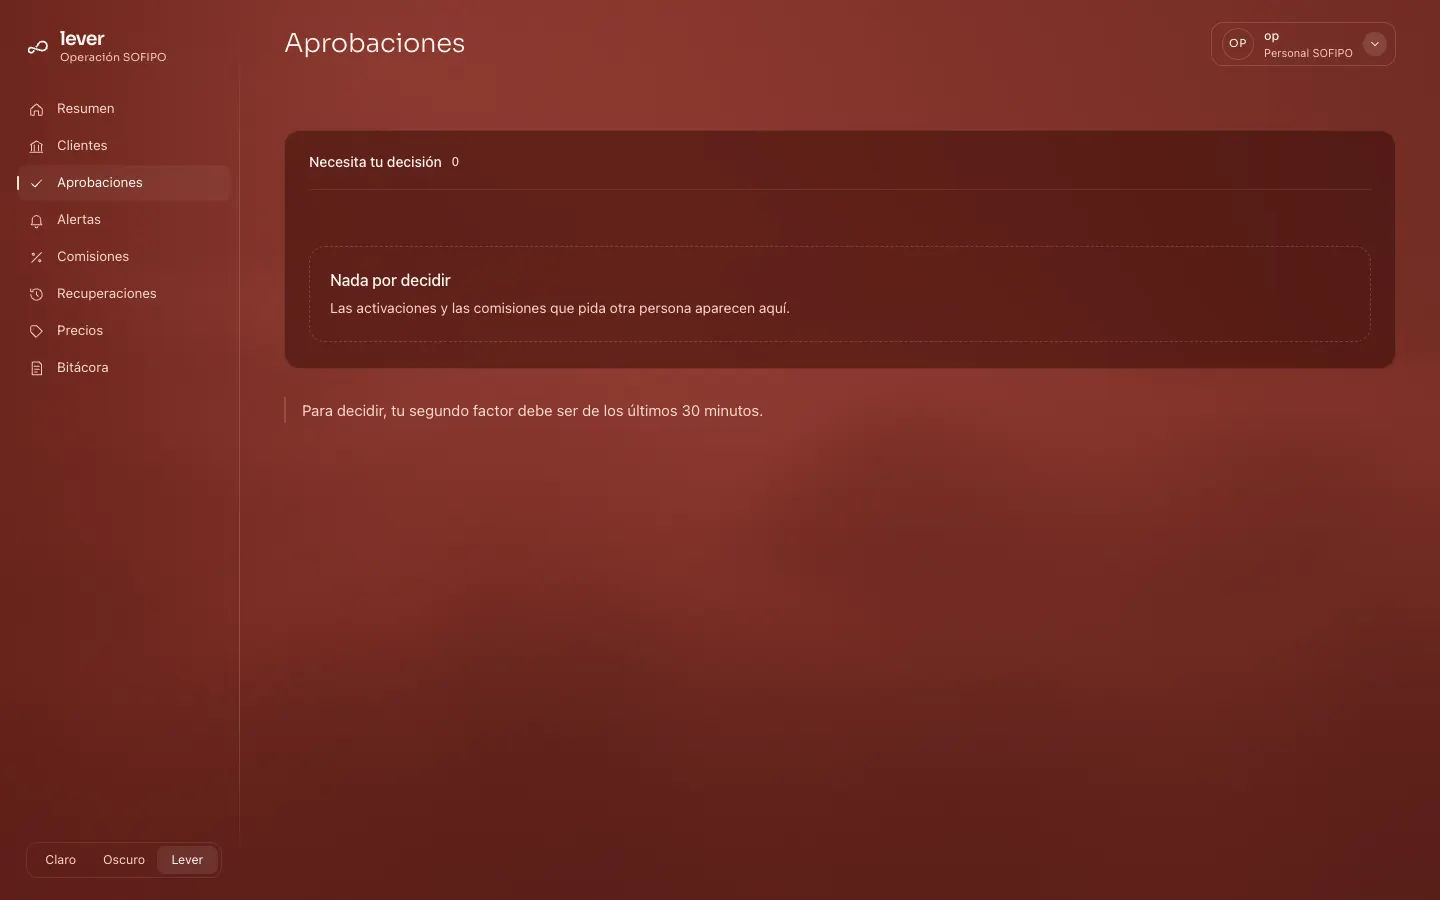 lever
Operación SOFIPO
Resumen
Clientes
Aprobaciones
Alertas
Comisiones
Recuperaciones
Precios
Bitácora
Claro Oscuro Lever
Aprobaciones
OP
op
Personal SOFIPO
Necesita tu decisión 0
Nada por decidir
Las activaciones y las comisiones que pida otra persona aparecen aquí.
Para decidir, tu segundo factor debe ser de los últimos 30 minutos.